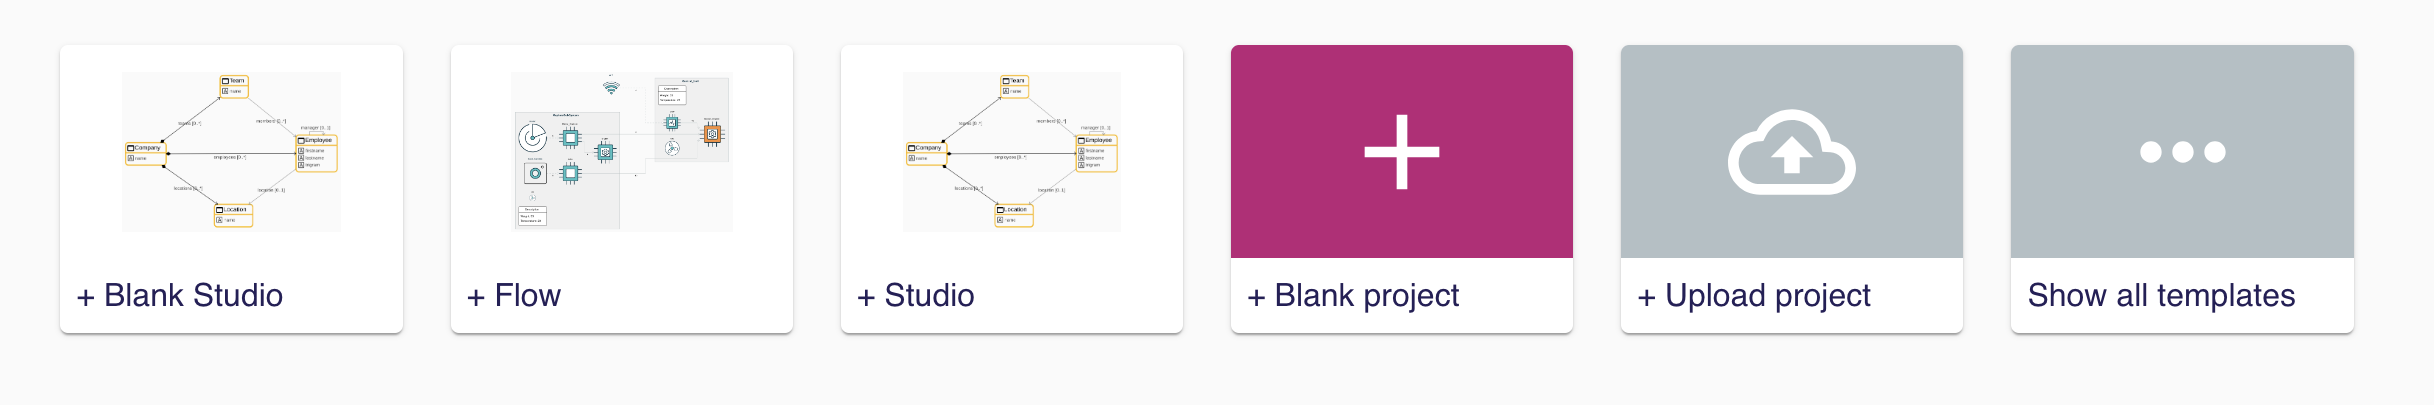 Team
name
teams [0..*]
members [0..*]
manager [0..1]
Company
name
employees [0..*]
Employee
firstname
lastname
trigram
locations [0..*]
location [0..1]
Location
name
+ Blank Studio
+ Flow
Team
name
teams [0..*]
members [0..*]
manager [0..1]
Company
name
employees [0..*]
Employee
firstname
lastname
trigram
locations [0..*]
location [0..1]
Location
name
+ Studio
+ Blank project
+ Upload project
Show all templates